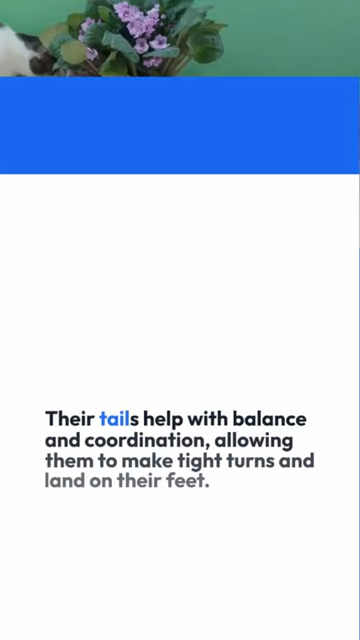 Their tails help with balance
and coordination, allowing
them to make tight turns and
land on their feet.